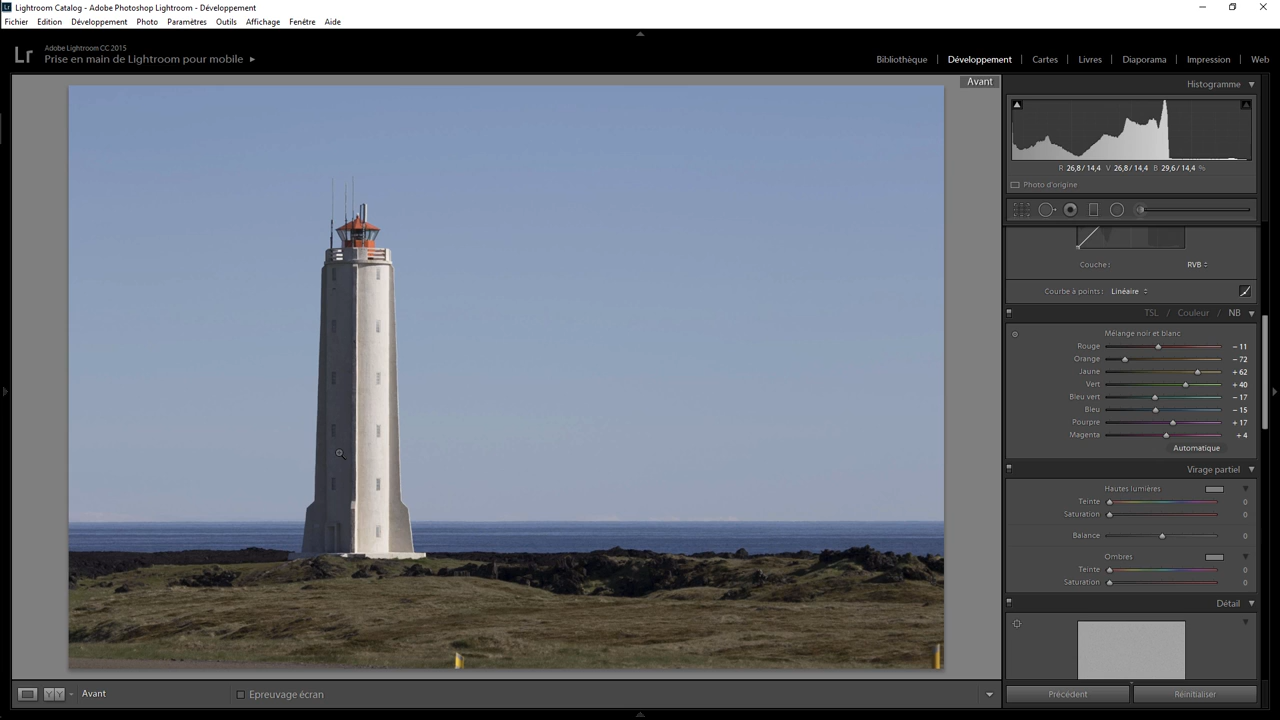 Lightroom Catalog - Adobe Photoshop Lightroom - Développement
Fichier Edition Développement Photo Paramètres Outils Affichage Fenêtre Aide
Lr
Adobe Lightroom CC 2015
Prise en main de Lightroom pour mobile
Bibliothèque | Développement | Cartes | Livres | Diaporama | Impression | Web
Avant
Histogramme
R 26,8 / 14,4 V 26,8 / 14,4 B 29,6 / 14,4 %
Photo d'origine
Couche : RVB
Courbe à points : Linéaire
TSL / Couleur / NB
Mélange noir et blanc
Rouge - 11
Orange - 72
Jaune + 62
Vert + 40
Bleu vert - 17
Bleu - 15
Pourpre + 17
Magenta + 4
Automatique
Virage partiel
Hautes lumières
Teinte 0
Saturation 0
Balance 0
Ombres
Teinte 0
Saturation 0
Détail
YY Avant Epreuvage écran
Précédent Réinitialiser